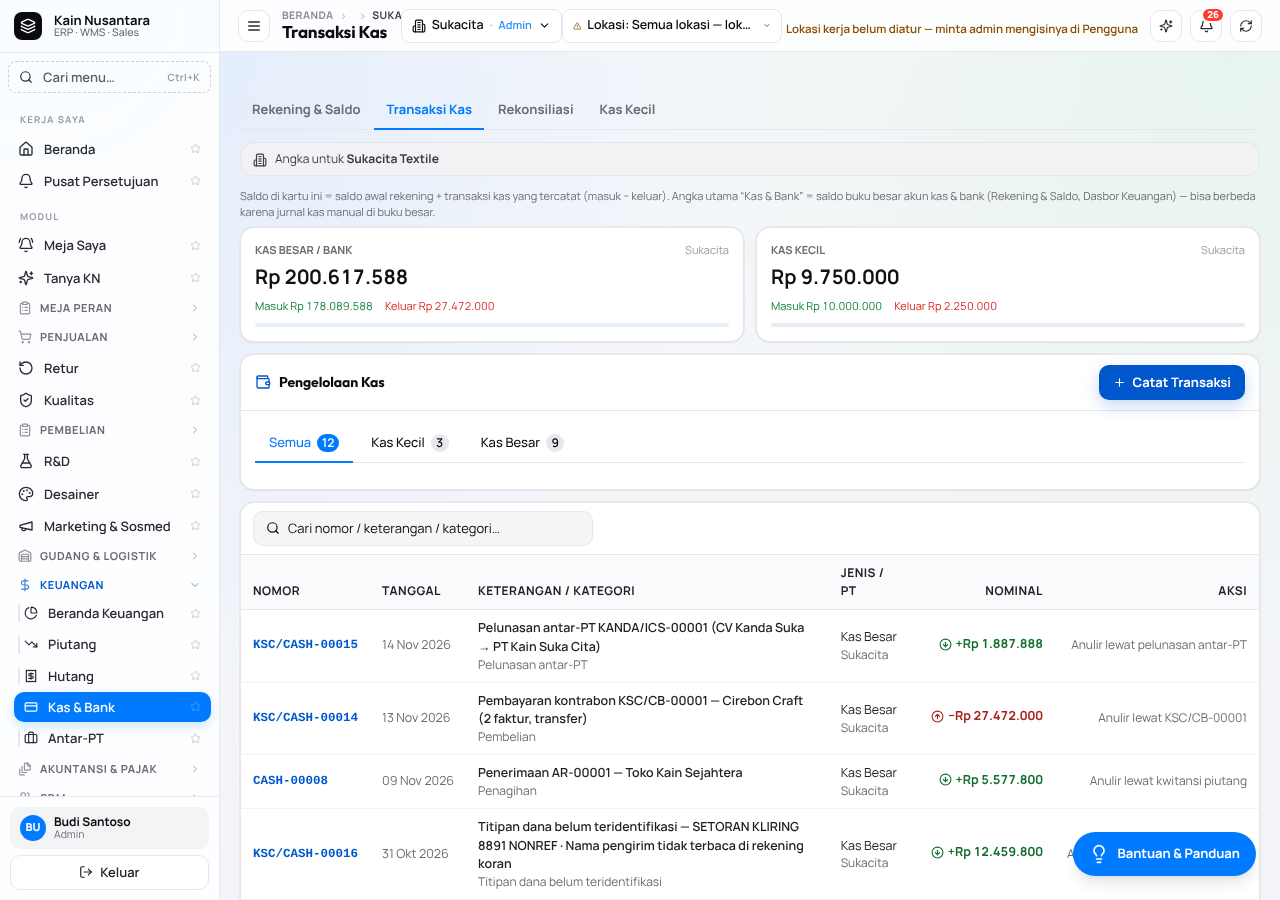 Kain Nusantara
ERP · WMS · Sales
Cari menu... Ctrl+K
KERJA SAYA
Beranda
Pusat Persetujuan
MODUL
Meja Saya
Tanya KN
MEJA PERAN
PENJUALAN
Retur
Kualitas
PEMBELIAN
R&D
Desainer
Marketing & Sosmed
GUDANG & LOGISTIK
KEUANGAN
Beranda Keuangan
Piutang
Hutang
Kas & Bank
Antar-PT
AKUNTANSI & PAJAK
BU Budi Santoso
Admin
Keluar
BERANDA › › SUKA
Transaksi Kas
Sukacita · Admin
Lokasi: Semua lokasi — lok...
Lokasi kerja belum diatur — minta admin mengisinya di Pengguna
26
Rekening & Saldo Transaksi Kas Rekonsiliasi Kas Kecil
Angka untuk Sukacita Textile
Saldo di kartu ini = saldo awal rekening + transaksi kas yang tercatat (masuk − keluar). Angka utama “Kas & Bank” = saldo buku besar akun kas & bank (Rekening & Saldo, Dasbor Keuangan) — bisa berbeda
karena jurnal kas manual di buku besar.
KAS BESAR / BANK Sukacita
Rp 200.617.588
Masuk Rp 178.089.588 Keluar Rp 27.472.000
KAS KECIL Sukacita
Rp 9.750.000
Masuk Rp 10.000.000 Keluar Rp 2.250.000
Pengelolaan Kas
+ Catat Transaksi
Semua 12 Kas Kecil 3 Kas Besar 9
Cari nomor / keterangan / kategori...
NOMOR TANGGAL KETERANGAN / KATEGORI JENIS / PT NOMINAL AKSI
KSC/CASH-00015 14 Nov 2026 Pelunasan antar-PT KANDA/ICS-00001 (CV Kanda Suka
→ PT Kain Suka Cita)
Pelunasan antar-PT
Kas Besar
Sukacita
+Rp 1.887.888 Anulir lewat pelunasan antar-PT
KSC/CASH-00014 13 Nov 2026 Pembayaran kontrabon KSC/CB-00001 — Cirebon Craft
(2 faktur, transfer)
Pembelian
Kas Besar
Sukacita
−Rp 27.472.000 Anulir lewat KSC/CB-00001
CASH-00008 09 Nov 2026 Penerimaan AR-00001 — Toko Kain Sejahtera
Penagihan
Kas Besar
Sukacita
+Rp 5.577.800 Anulir lewat kwitansi piutang
KSC/CASH-00016 31 Okt 2026 Titipan dana belum teridentifikasi — SETORAN KLIRING
8891 NONREF · Nama pengirim tidak terbaca di rekening
koran
Titipan dana belum teridentifikasi
Kas Besar
Sukacita
+Rp 12.459.800
Bantuan & Panduan